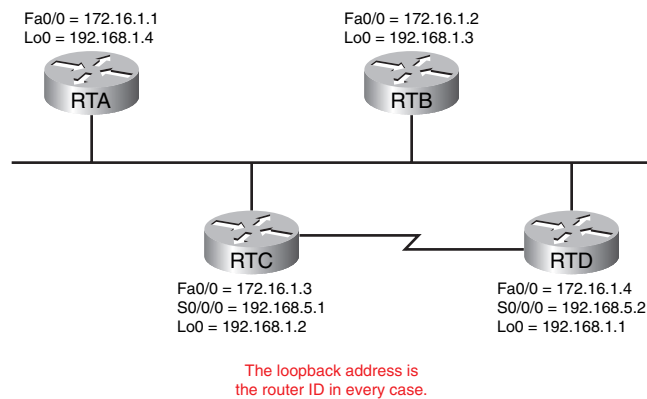 Fa0/0 = 172.16.1.1
Lo0 = 192.168.1.4
RTA
Fa0/0 = 172.16.1.2
Lo0 = 192.168.1.3
RTB
RTC
Fa0/0 = 172.16.1.3
S0/0/0 = 192.168.5.1
Lo0 = 192.168.1.2
RTD
Fa0/0 = 172.16.1.4
S0/0/0 = 192.168.5.2
Lo0 = 192.168.1.1
The loopback address is
the router ID in every case.